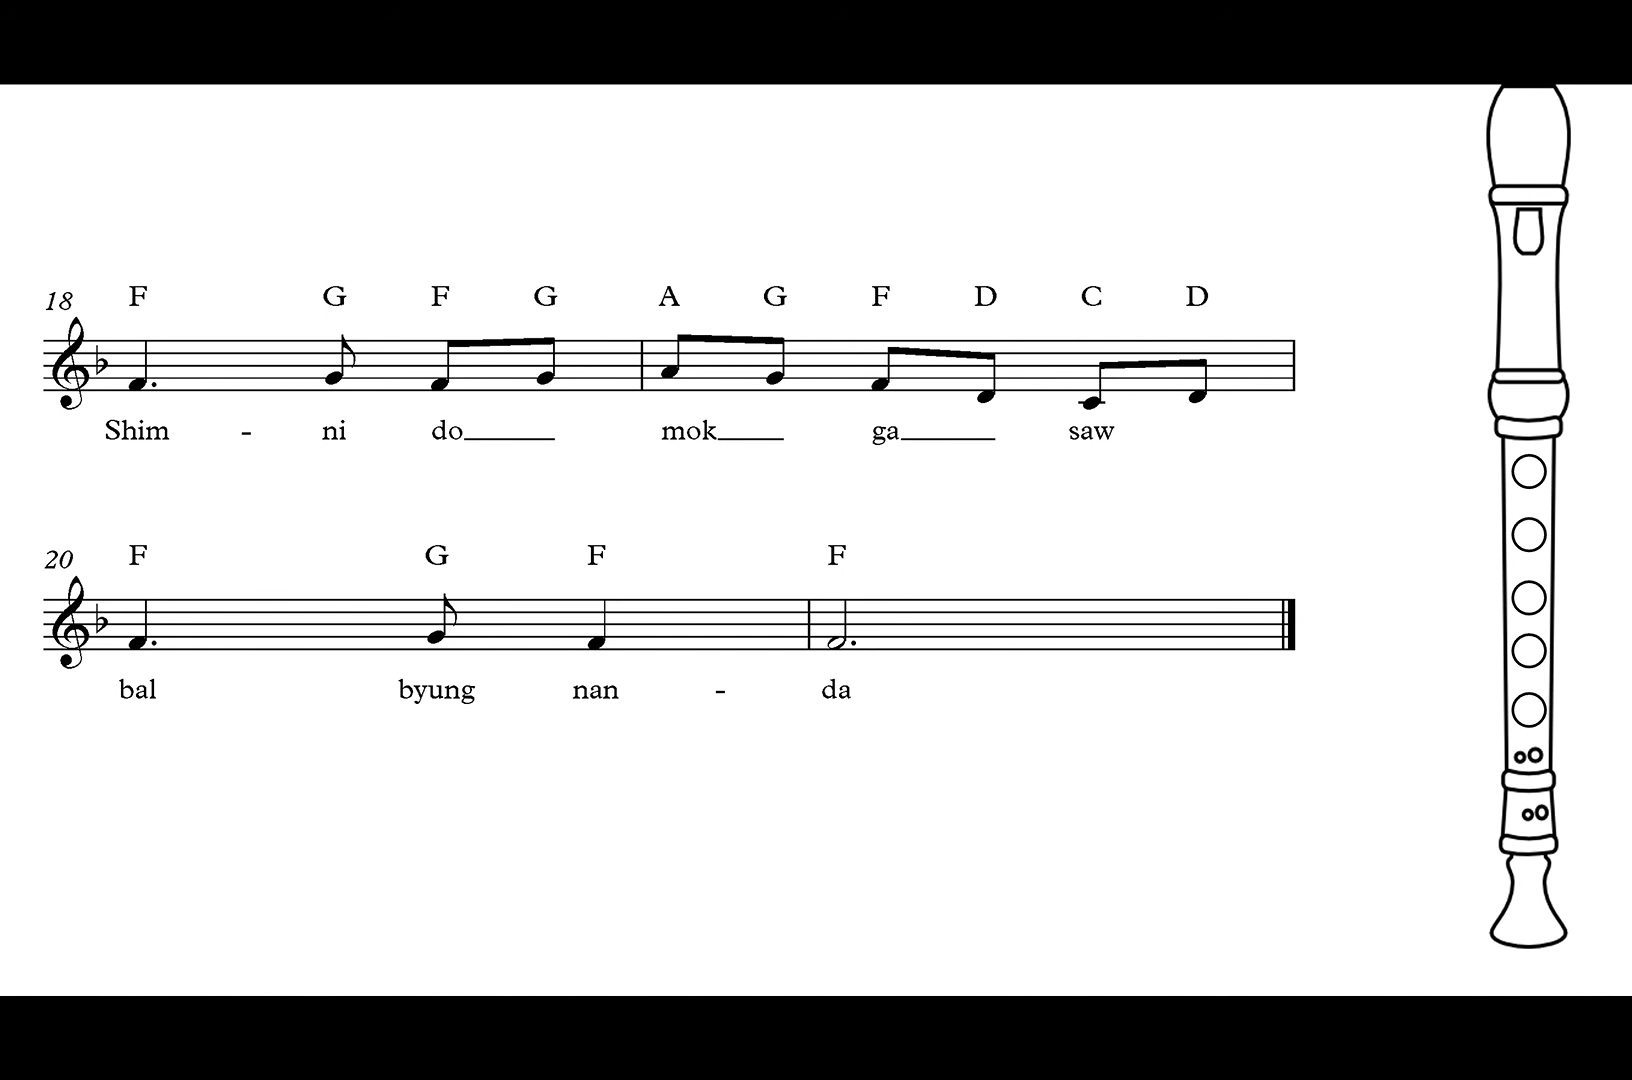 18 F G F G A G F D C D
Shim - ni do mok ga saw
20 F G F F
bal byung nan - da